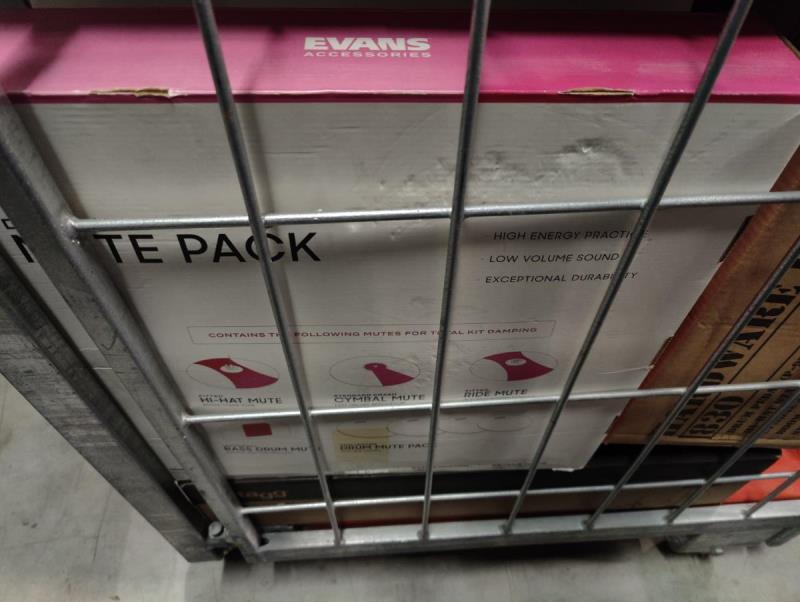 EVANS
ACCESSORIES
TE PACK
HIGH ENERGY PRACTICE
· LOW VOLUME SOUND
· EXCEPTIONAL DURABILITY
CONTAINS THE FOLLOWING MUTES FOR TOTAL KIT DAMPING
HI-HAT MUTE
CYMBAL MUTE
RIDE MUTE
BASS DRUM MUTE
DRUM MUTE PACK
HARDWARE